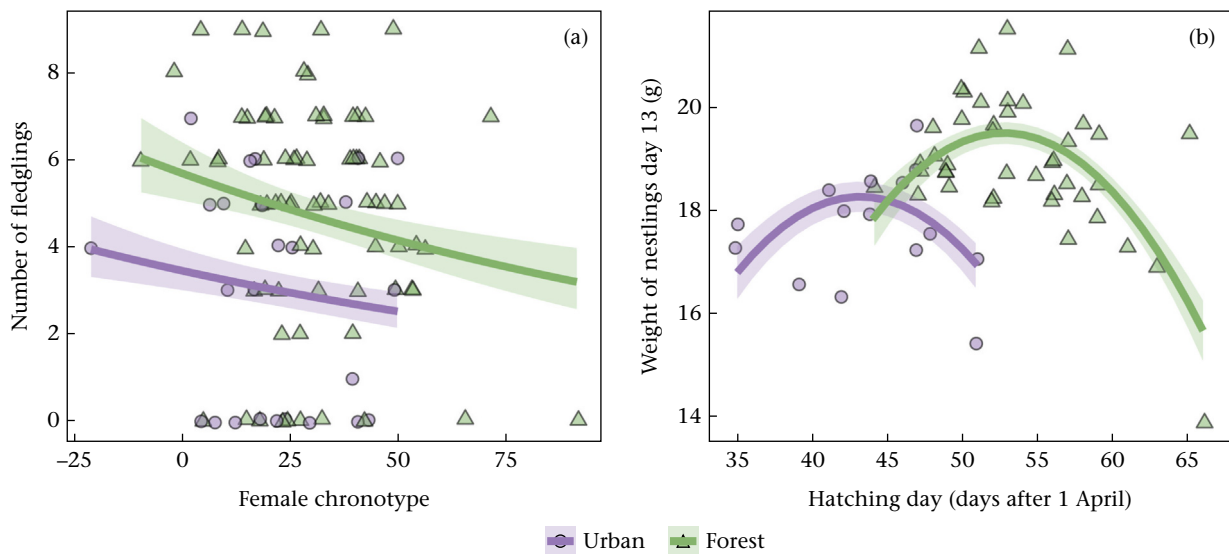 (a)
Number of fledglings
8
6
4
2
0
–25 0 25 50 75
Female chronotype
(b)
Weight of nestlings day 13 (g)
20
18
16
14
35 40 45 50 55 60 65
Hatching day (days after 1 April)
Urban Forest